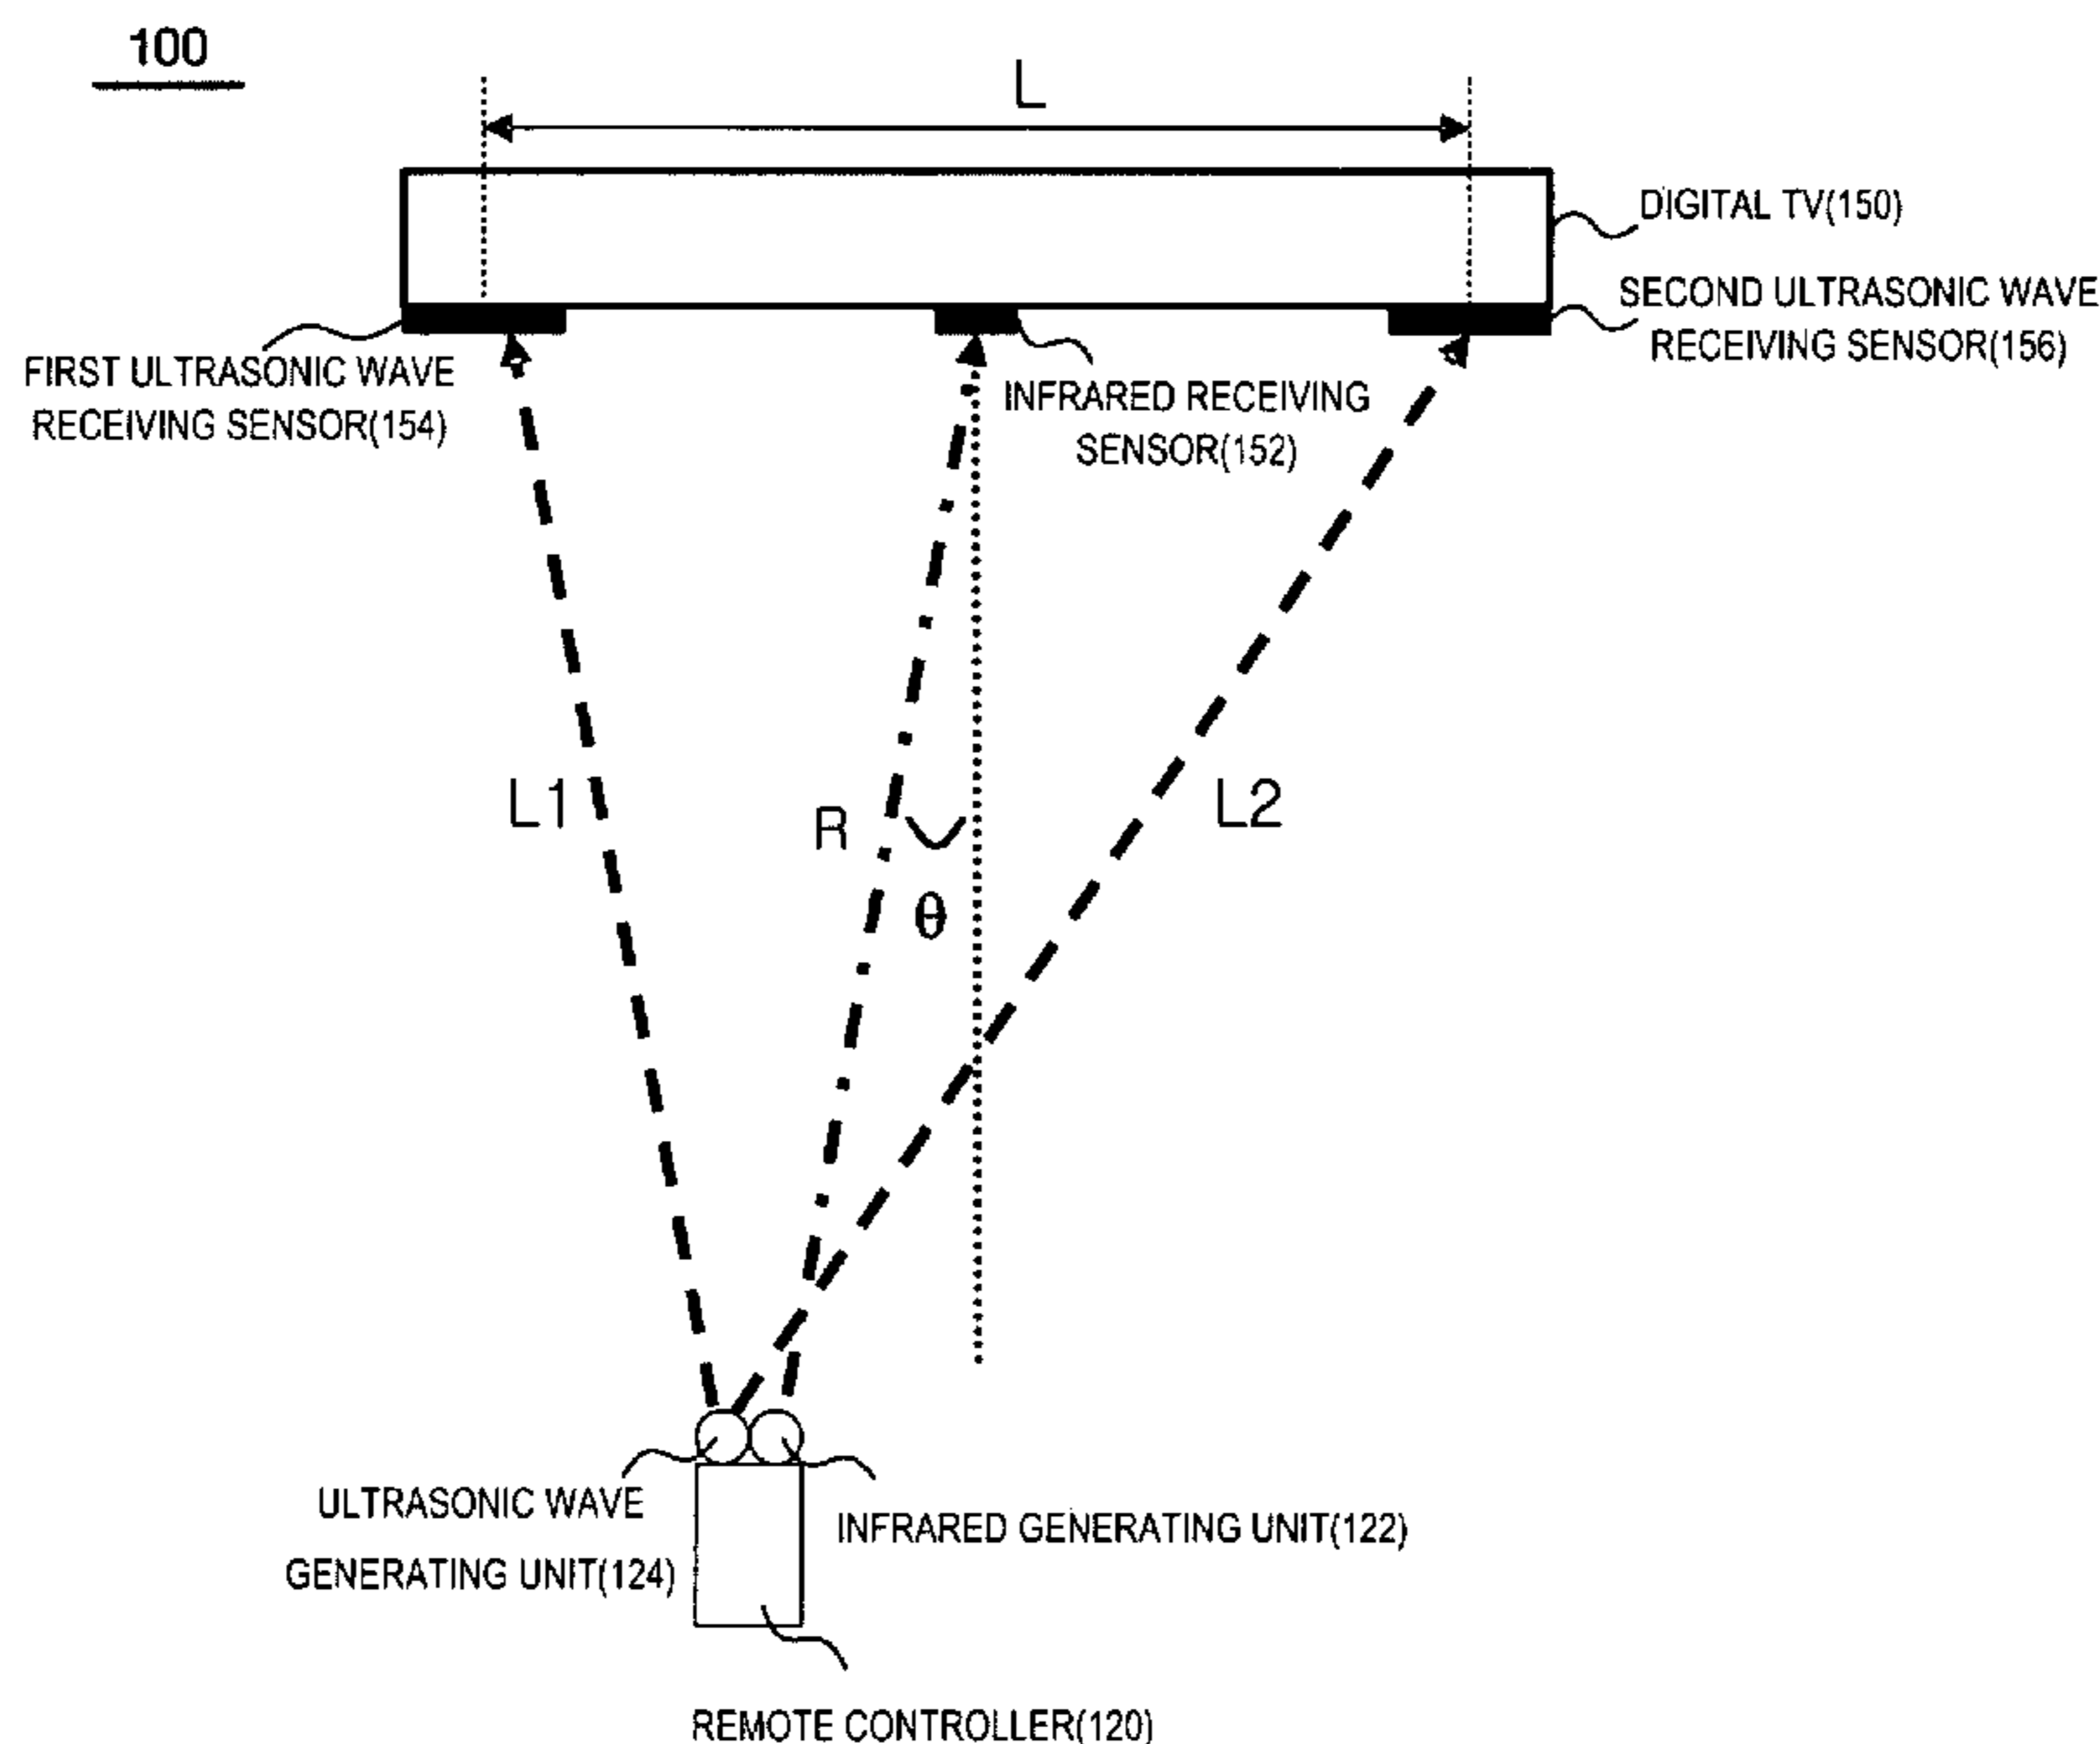 100
L
DIGITAL TV(150)
SECOND ULTRASONIC WAVE
RECEIVING SENSOR(156)
FIRST ULTRASONIC WAVE
RECEIVING SENSOR(154)
INFRARED RECEIVING
SENSOR(152)
L1
R
L2
θ
ULTRASONIC WAVE
GENERATING UNIT(124)
INFRARED GENERATING UNIT(122)
REMOTE CONTROLLER(120)